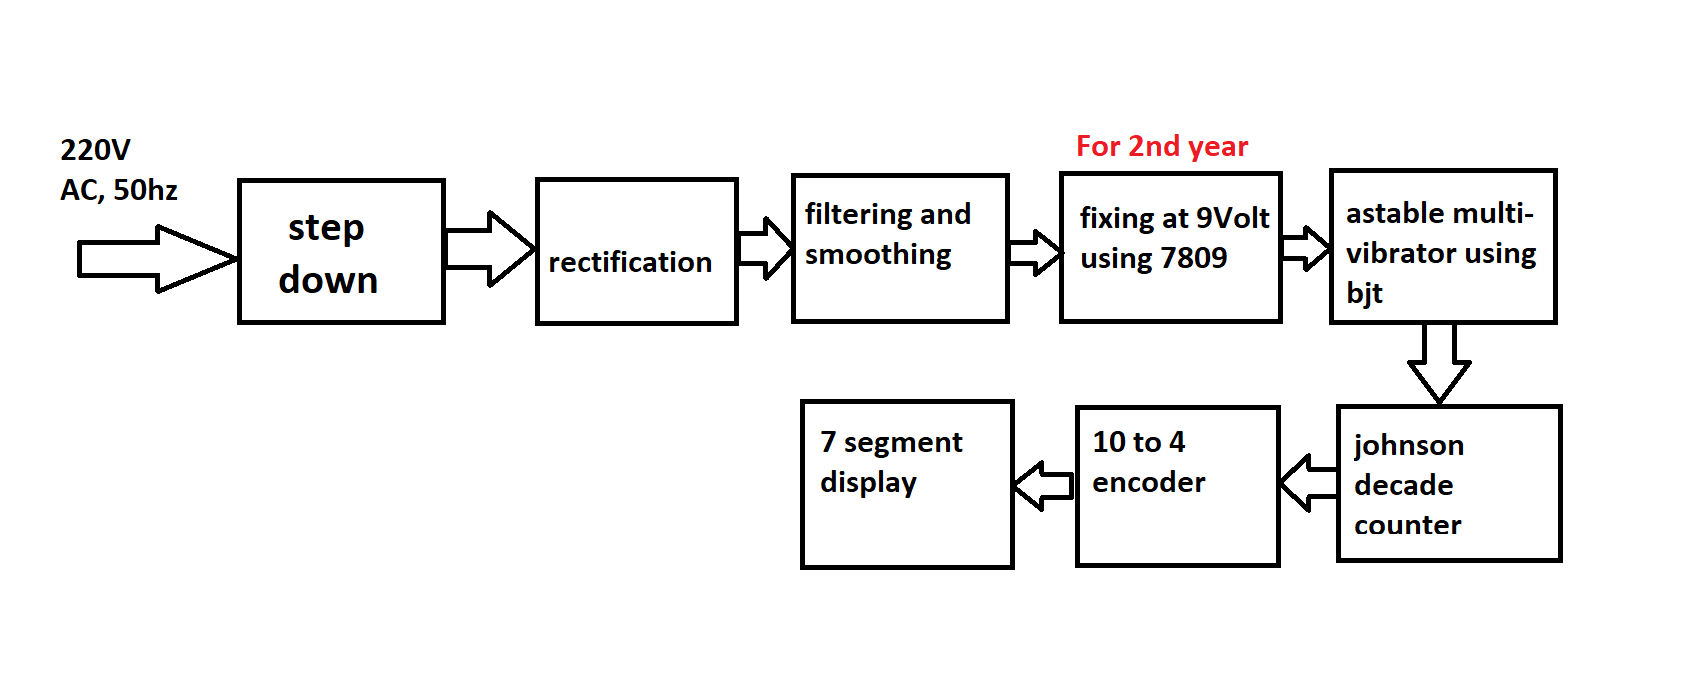 220V
AC, 50hz
step
down
rectification
filtering and
smoothing
For 2nd year
fixing at 9Volt
using 7809
astable multi-
vibrator using
bjt
7 segment
display
10 to 4
encoder
johnson
decade
counter